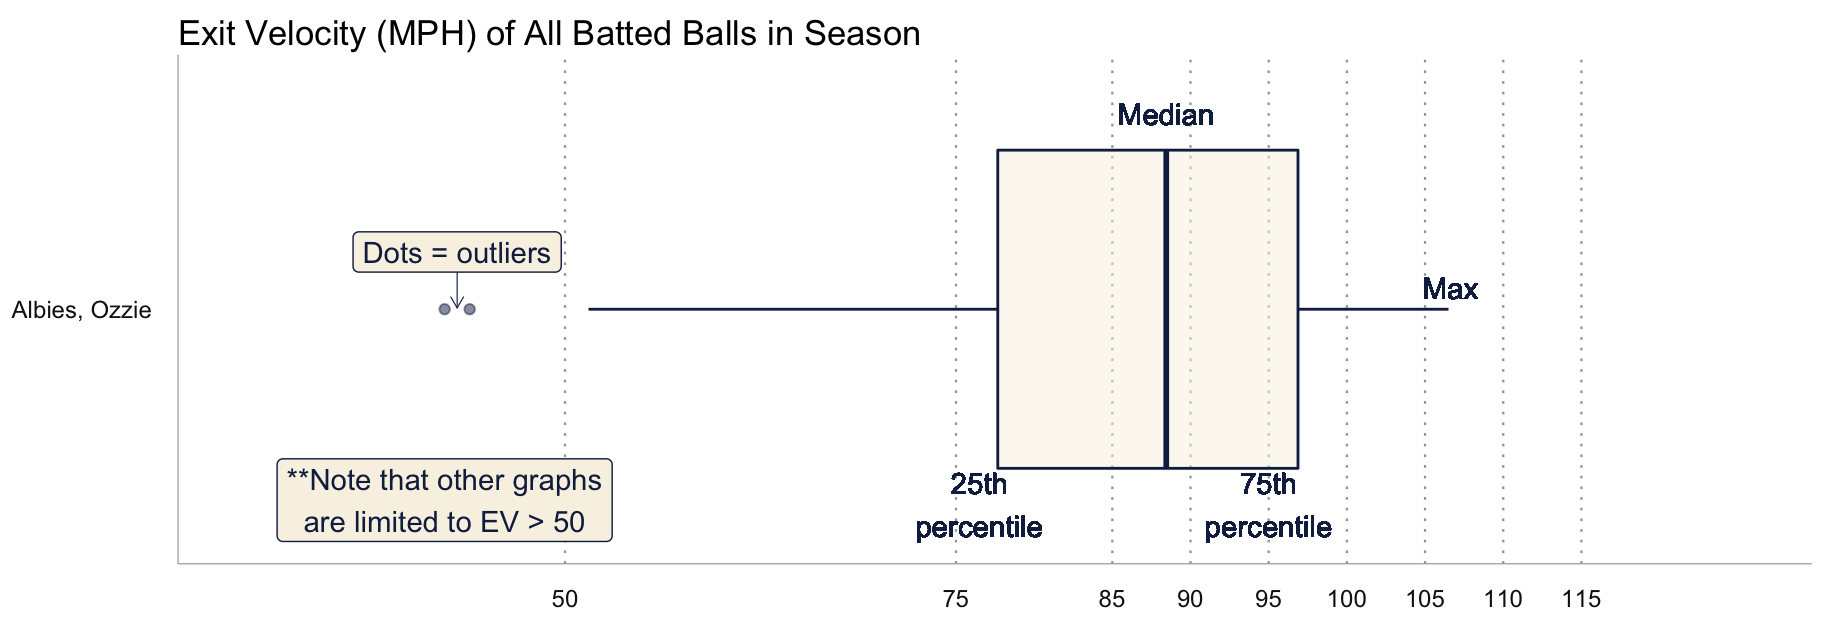 Exit Velocity (MPH) of All Batted Balls in Season
Median
Dots = outliers
Max
Albies, Ozzie
**Note that other graphs
are limited to EV > 50
25th
percentile
75th
percentile
50 75 85 90 95 100 105 110 115